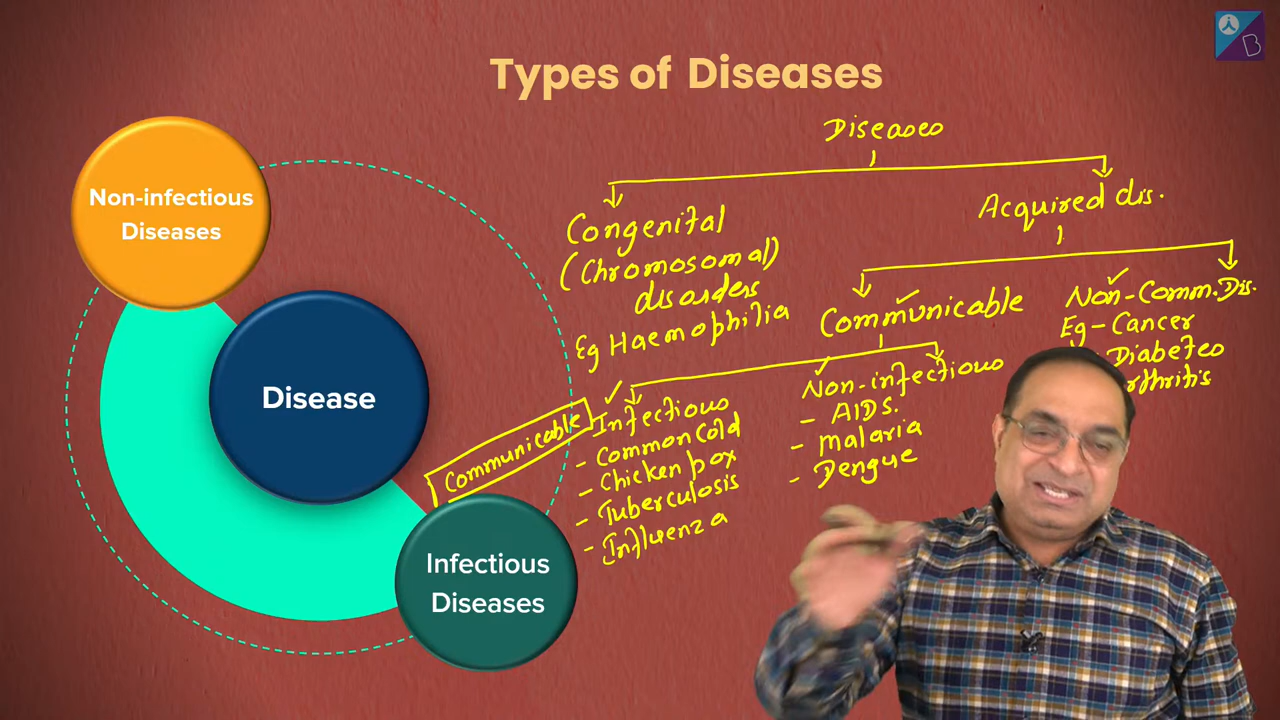 Types of Diseases
Non-infectious
Diseases
Disease
Infectious
Diseases
Diseases
Congenital
(Chromosomal)
disorders
Eg Haemophilia
Acquired dis.
Communicable
Non-Comm. Dis.
Eg - Cancer
Diabetes
rthritis
Communicable
Infectious
- Common Cold
- Chicken pox
- Tuberculosis
- Influenza
Non-infectious
- AIDS.
- Malaria
- Dengue
B